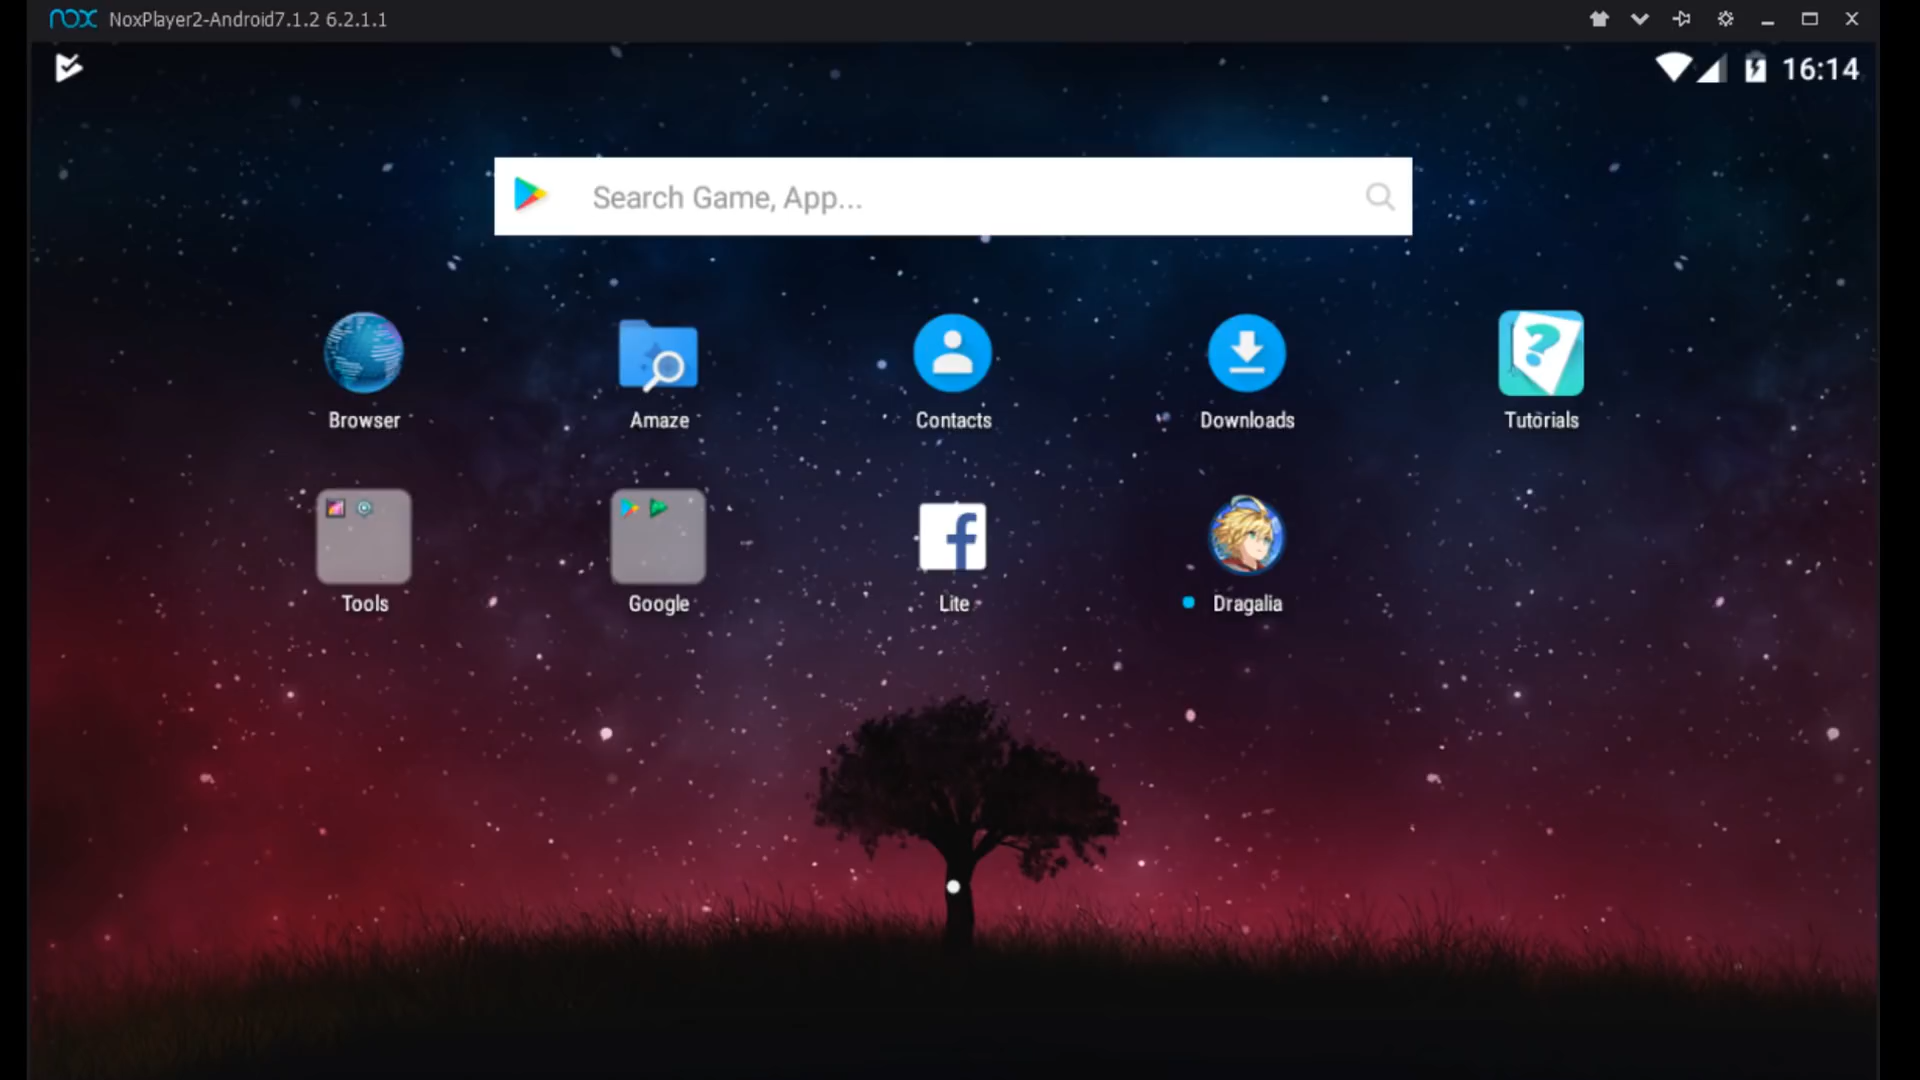 nox NoxPlayer2-Android7.1.2 6.2.1.1
16:14
Search Game, App...
Browser
Amaze
Contacts
Downloads
Tutorials
Tools
Google
Lite
Dragalia